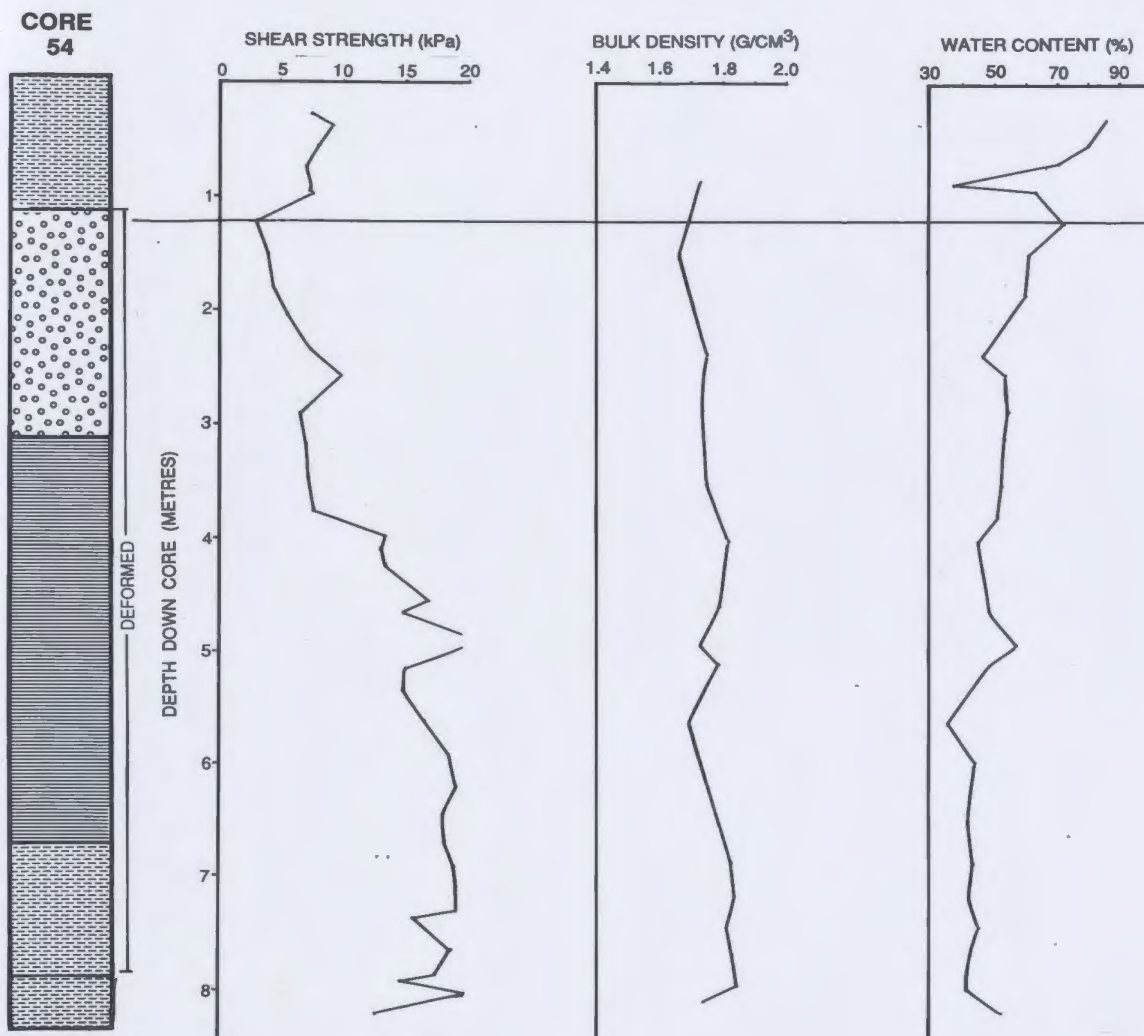 CORE
54
SHEAR STRENGTH (kPa)
0 5 10 15 20
BULK DENSITY (G/CM³)
1.4 1.6 1.8 2.0
WATER CONTENT (%)
30 50 70 90
DEFORMED
DEPTH DOWN CORE (METRES)
1
2
3
4
5
6
7
8